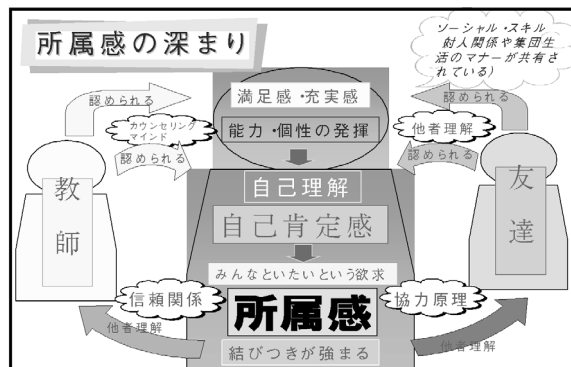 所属感の深まり
ソーシャル・スキル
対人関係や集団生
活のマナーが共有さ
れている)
認められる
満足感・充実感
認められる
カウンセリング
マインド
能力・個性の発揮
他者理解
認められる
認められる
教師
自己理解
友達
自己肯定感
みんなといたいという欲求
信頼関係
所属感
協力原理
他者理解
結びつきが強まる
他者理解